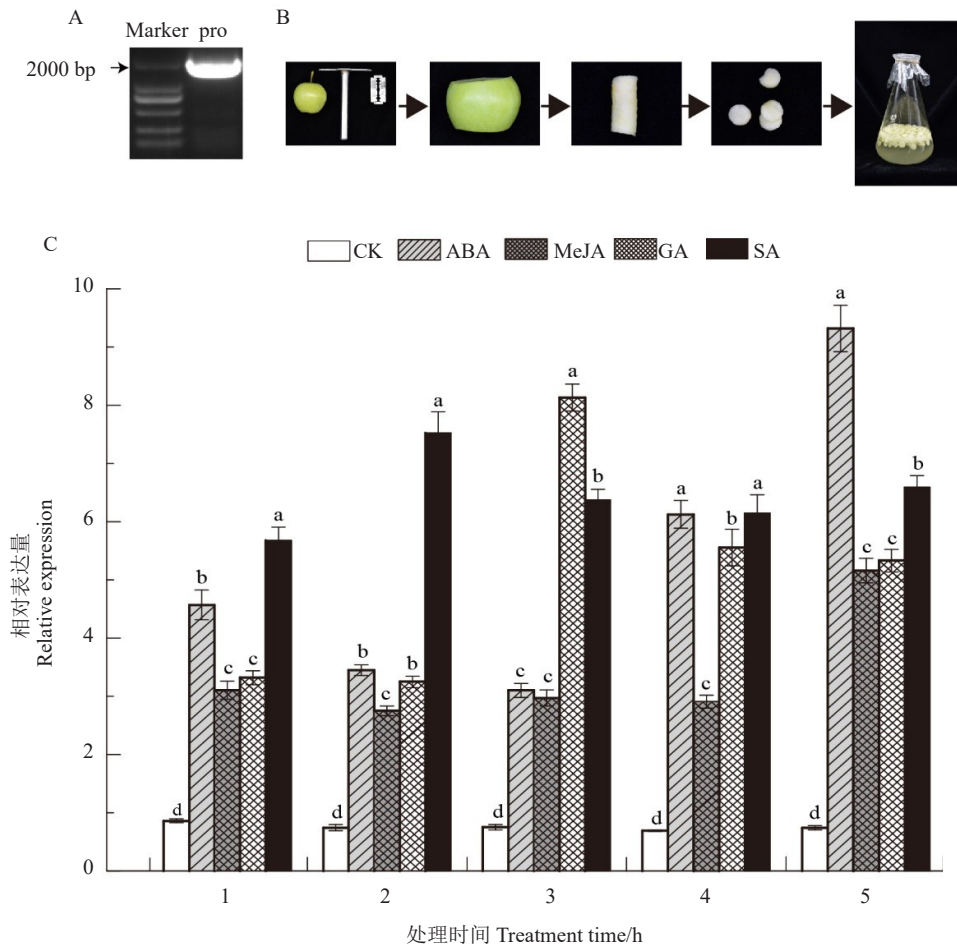 A
Marker pro
2000 bp
B
C
CK ABA MeJA GA SA
10
8
6
4
2
0
相对表达量
Relative expression
d b c c a
d b c b a
d c c a b
d a c b a
d a c c b
1 2 3 4 5
处理时间 Treatment time/h